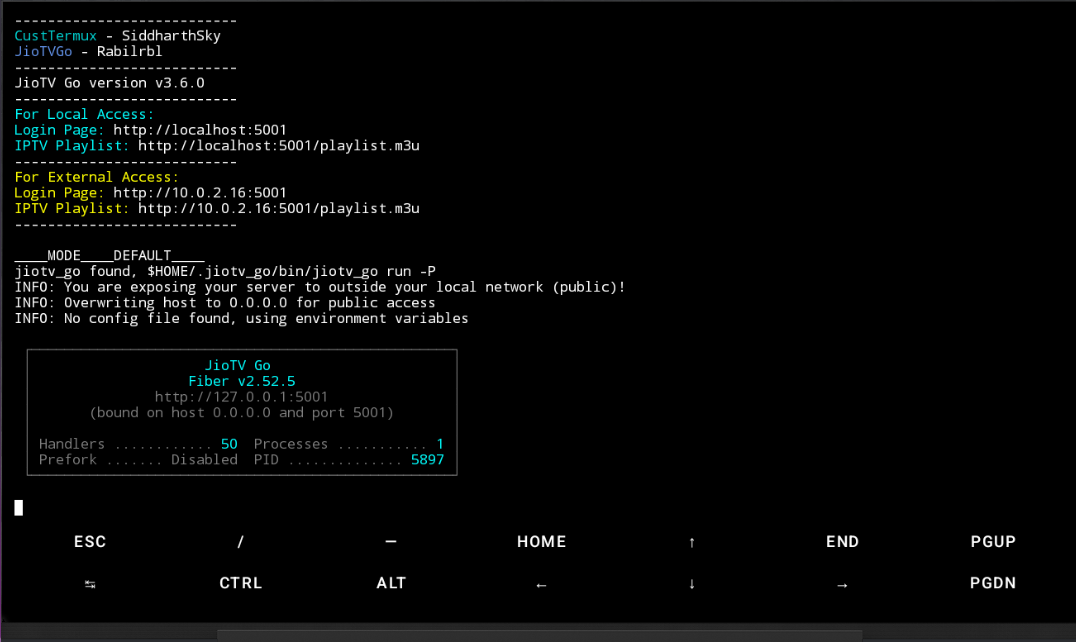 ---------------------------
CustTermux - SiddharthSky
JioTVGo - Rabilrbl
---------------------------
JioTV Go version v3.6.0
---------------------------
For Local Access:
Login Page: http://localhost:5001
IPTV Playlist: http://localhost:5001/playlist.m3u
---------------------------
For External Access:
Login Page: http://10.0.2.16:5001
IPTV Playlist: http://10.0.2.16:5001/playlist.m3u
---------------------------
____MODE____DEFAULT____
jiotv_go found, $HOME/.jiotv_go/bin/jiotv_go run -P
INFO: You are exposing your server to outside your local network (public)!
INFO: Overwriting host to 0.0.0.0 for public access
INFO: No config file found, using environment variables
JioTV Go
Fiber v2.52.5
http://127.0.0.1:5001
(bound on host 0.0.0.0 and port 5001)
Handlers ............ 50  Processes ........... 1
Prefork ....... Disabled  PID .............. 5897
ESC / — HOME ↑ END PGUP
↹ CTRL ALT ← ↓ → PGDN